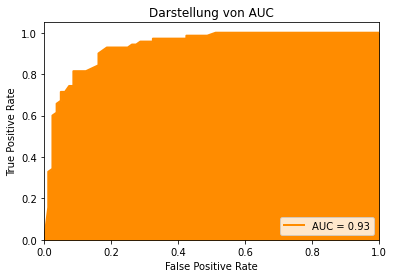 Darstellung von AUC
1.0
0.8
0.6
0.4
0.2
0.0
True Positive Rate
AUC = 0.93
0.0 0.2 0.4 0.6 0.8 1.0
False Positive Rate